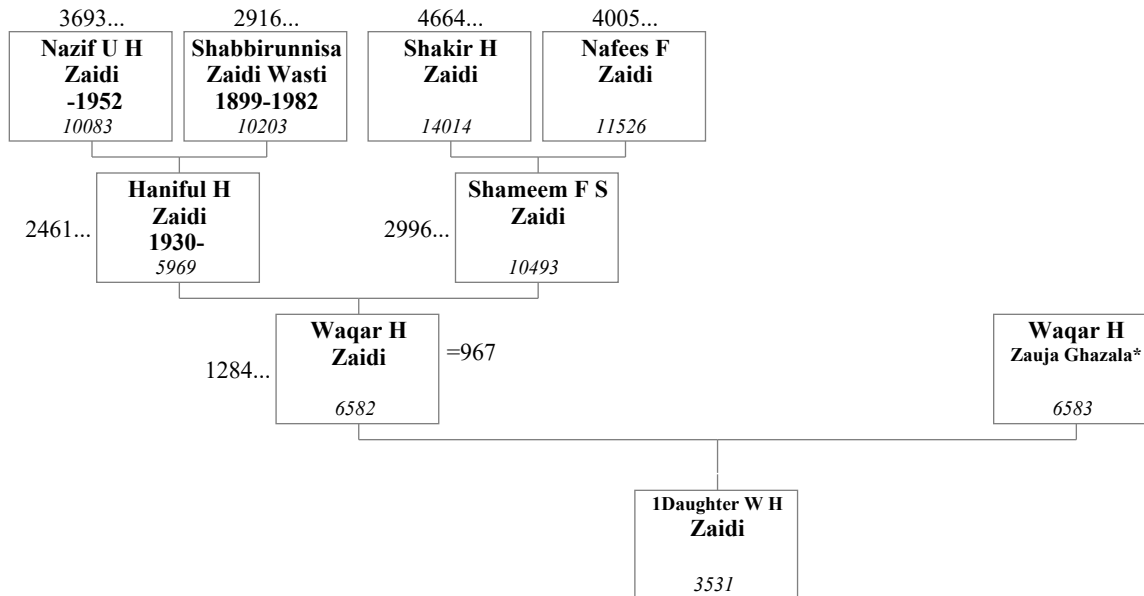 3693...
2916...
4664...
4005...
Nazif U H
Zaidi
-1952
10083
Shabbirunnisa
Zaidi Wasti
1899-1982
10203
Shakir H
Zaidi
14014
Nafees F
Zaidi
11526
2461...
Haniful H
Zaidi
1930-
5969
2996...
Shameem F S
Zaidi
10493
1284...
Waqar H
Zaidi
6582
=967
Waqar H
Zauja Ghazala*
6583
1Daughter W H
Zaidi
3531